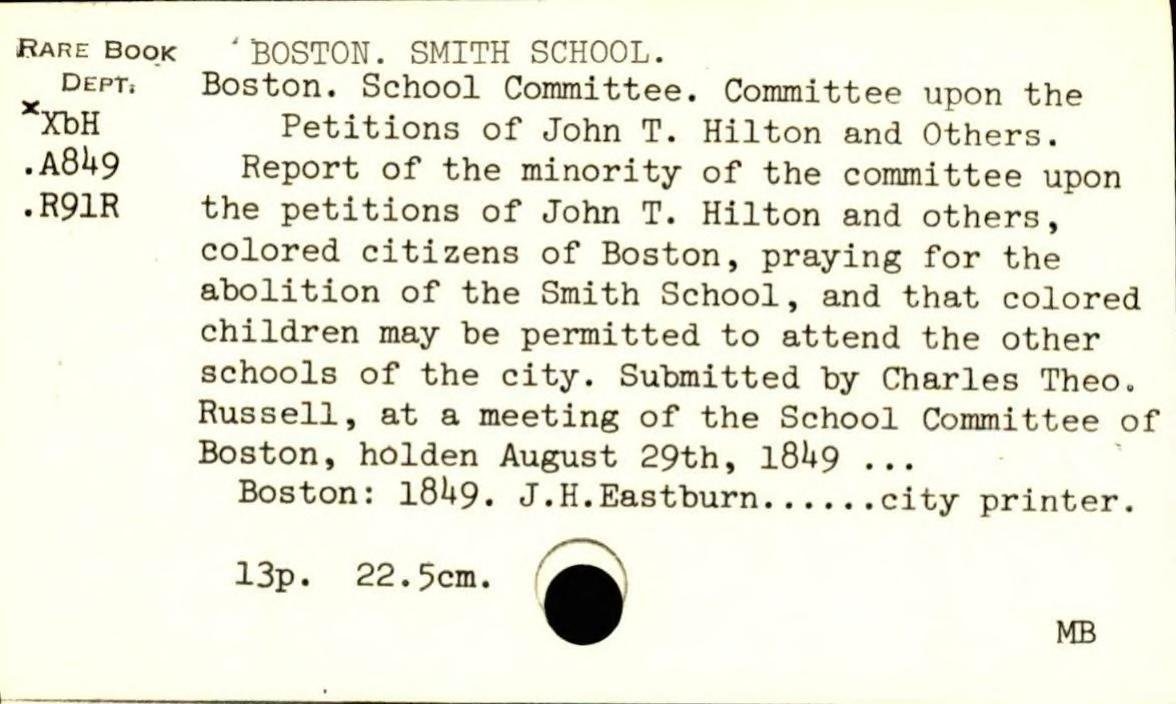 RARE BOOK DEPT.
BOSTON. SMITH SCHOOL.
xXbH
.A849
.R91R
Boston. School Committee. Committee upon the
Petitions of John T. Hilton and Others.
Report of the minority of the committee upon
the petitions of John T. Hilton and others,
colored citizens of Boston, praying for the
abolition of the Smith School, and that colored
children may be permitted to attend the other
schools of the city. Submitted by Charles Theo.
Russell, at a meeting of the School Committee of
Boston, holden August 29th, 1849 ...
Boston: 1849. J.H.Eastburn......city printer.
13p. 22.5cm.
MB